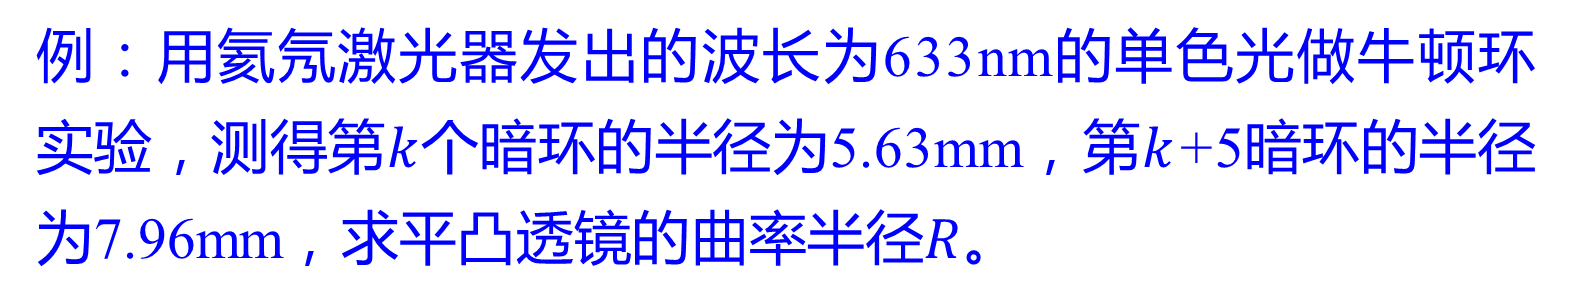 例：用氦氖激光器发出的波长为633nm的单色光做牛顿环
实验，测得第k个暗环的半径为5.63mm，第k+5暗环的半径
为7.96mm，求平凸透镜的曲率半径R。